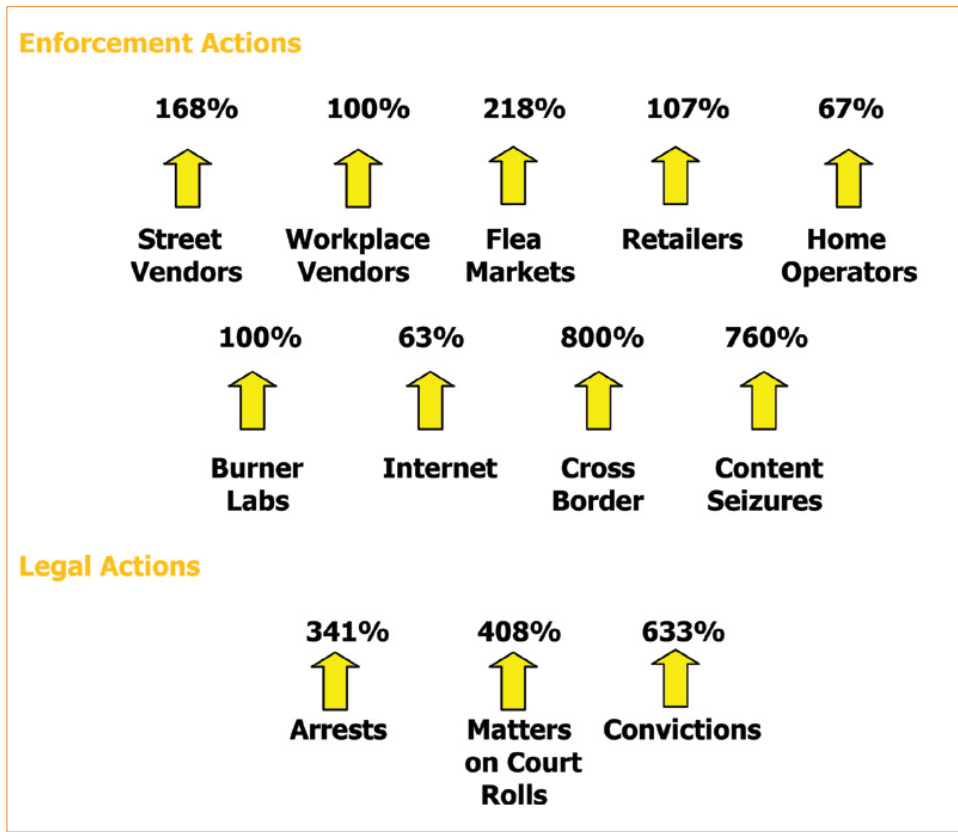 Enforcement Actions
168% 100% 218% 107% 67%
Street Workplace Flea Retailers Home
Vendors Vendors Markets Operators
100% 63% 800% 760%
Burner Internet Cross Content
Labs Border Seizures
Legal Actions
341% 408% 633%
Arrests Matters Convictions
on Court
Rolls